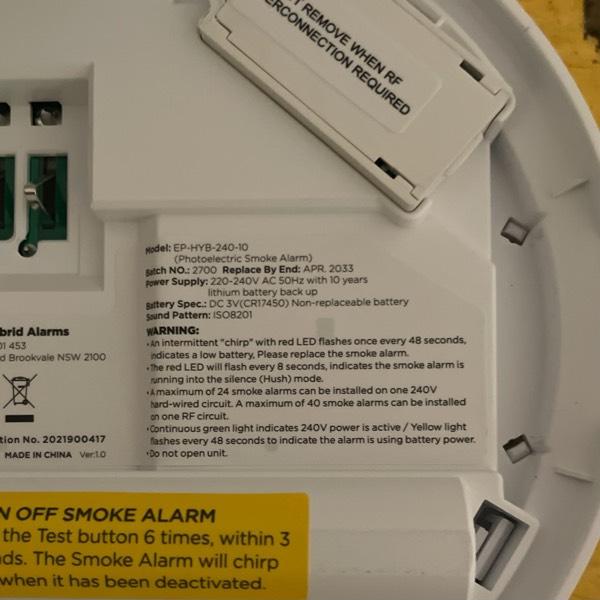 REMOVE WHEN RF
ERCONNECTION REQUIRED
Model: EP-HYB-240-10
(Photoelectric Smoke Alarm)
Batch NO.: 2700 Replace By End: APR. 2033
Power Supply: 220-240V AC 50Hz with 10 years
lithium battery back up
Battery Spec.: DC 3V(CR17450) Non-replaceable battery
Sound Pattern: ISO8201
WARNING:
•An intermittent "chirp" with red LED flashes once every 48 seconds,
indicates a low battery, Please replace the smoke alarm.
•The red LED will flash every 8 seconds, indicates the smoke alarm is
running into the silence (Hush) mode.
•A maximum of 24 smoke alarms can be installed on one 240V
hard-wired circuit. A maximum of 40 smoke alarms can be installed
on one RF circuit.
•Continuous green light indicates 240V power is active / Yellow light
flashes every 48 seconds to indicate the alarm is using battery power.
•Do not open unit.
brid Alarms
01 453
d Brookvale NSW 2100
tion No. 2021900417
MADE IN CHINA Ver:1.0
N OFF SMOKE ALARM
the Test button 6 times, within 3
ds. The Smoke Alarm will chirp
when it has been deactivated.